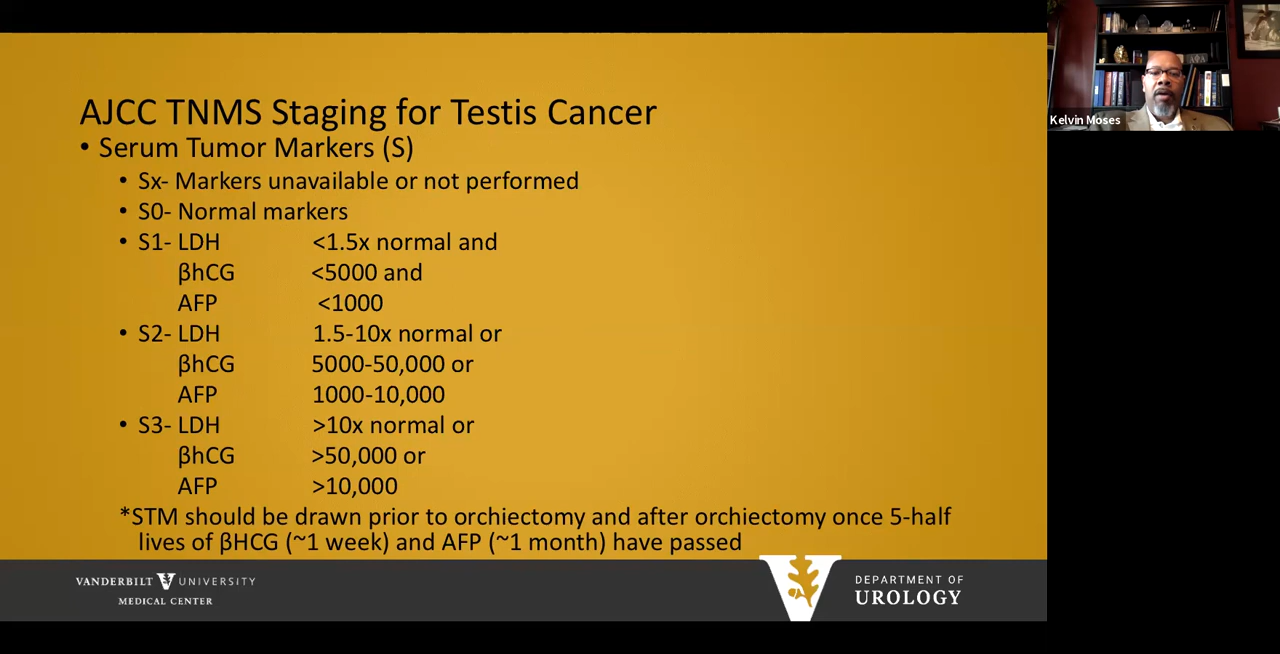 AJCC TNMS Staging for Testis Cancer
• Serum Tumor Markers (S)
• Sx- Markers unavailable or not performed
• S0- Normal markers
• S1- LDH <1.5x normal and
βhCG <5000 and
AFP <1000
• S2- LDH 1.5-10x normal or
βhCG 5000-50,000 or
AFP 1000-10,000
• S3- LDH >10x normal or
βhCG >50,000 or
AFP >10,000
*STM should be drawn prior to orchiectomy and after orchiectomy once 5-half
lives of βHCG (~1 week) and AFP (~1 month) have passed
VANDERBILT V UNIVERSITY
MEDICAL CENTER
V
DEPARTMENT OF
UROLOGY
Kelvin Moses